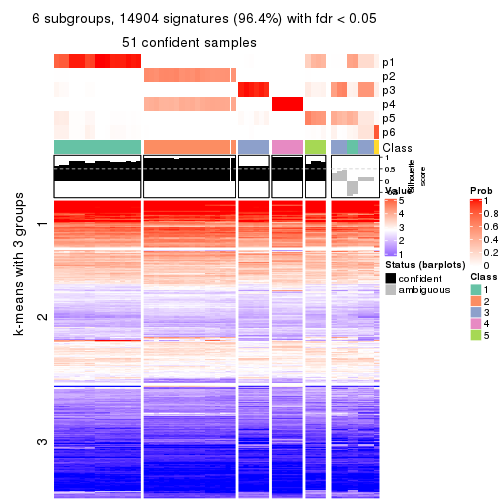 6 subgroups, 14904 signatures (96.4%) with fdr < 0.05
51 confident samples
p1
p2
p3
p4
p5
p6
Class
1
0.5
0
Silhouette
score
k-means with 3 groups
1
2
3
Value
5
4
3
2
1
Status (barplots)
confident
ambiguous
Prob
1
0.8
0.6
0.4
0.2
0
Class
1
2
3
4
5